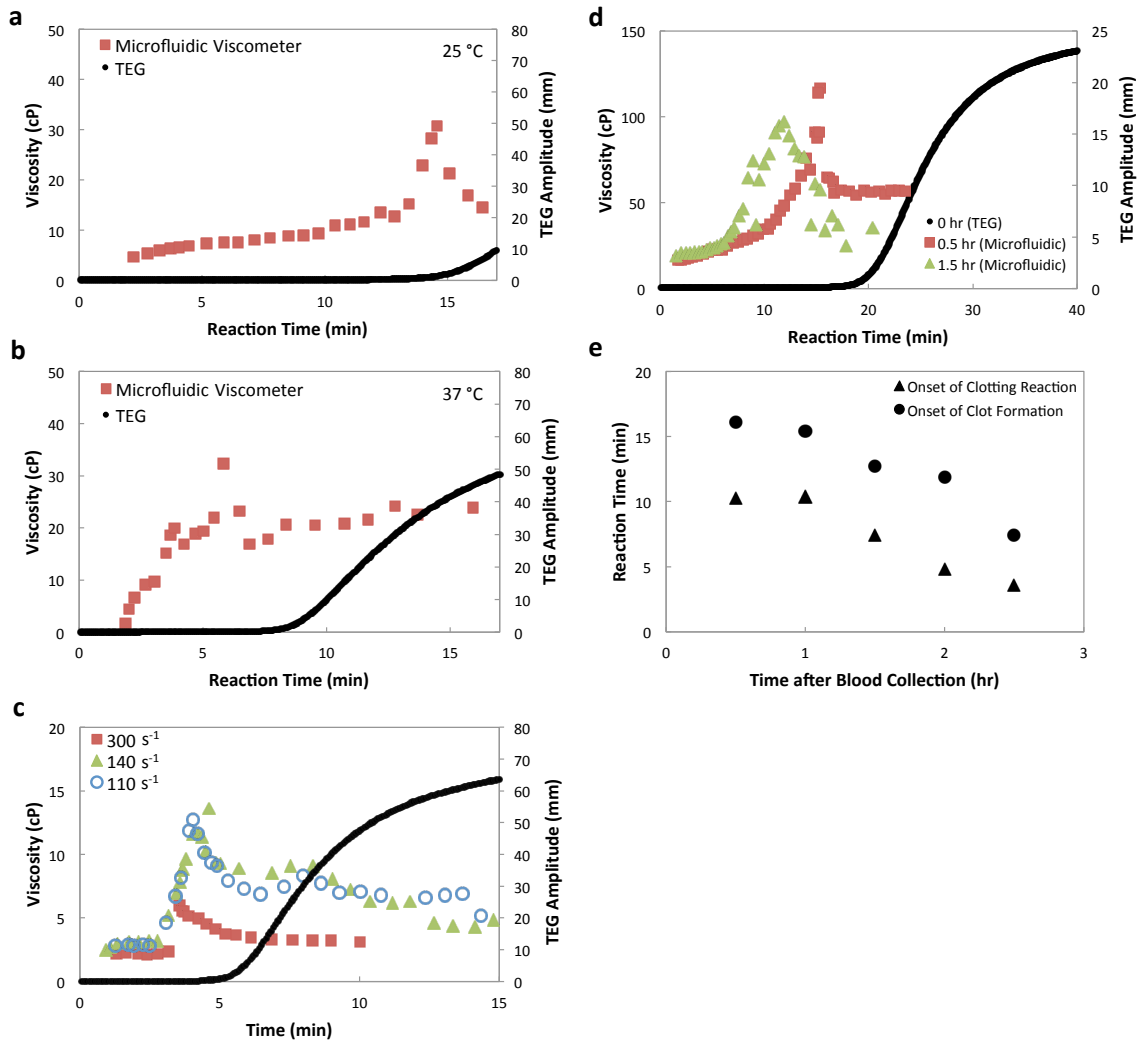 a
50
40
30
20
10
0
Viscosity (cP)
80
70
60
50
40
30
20
10
0
TEG Amplitude (mm)
Microfluidic Viscometer
TEG
25 °C
5
10
15
Reaction Time (min)
b
50
40
30
20
10
0
Viscosity (cP)
80
70
60
50
40
30
20
10
0
TEG Amplitude (mm)
Microfluidic Viscometer
TEG
37 °C
0
5
10
15
Reaction Time (min)
c
20
15
10
5
0
Viscosity (cP)
80
70
60
50
40
30
20
10
0
TEG Amplitude (mm)
300 s-1
140 s-1
110 s-1
0
5
10
15
Time (min)
d
150
100
50
0
Viscosity (cP)
25
20
15
10
5
0
TEG Amplitude (mm)
0 hr (TEG)
0.5 hr (Microfluidic)
1.5 hr (Microfluidic)
0
10
20
30
40
Reaction Time (min)
e
20
15
10
5
0
Reaction Time (min)
Onset of Clotting Reaction
Onset of Clot Formation
0
1
2
3
Time after Blood Collection (hr)